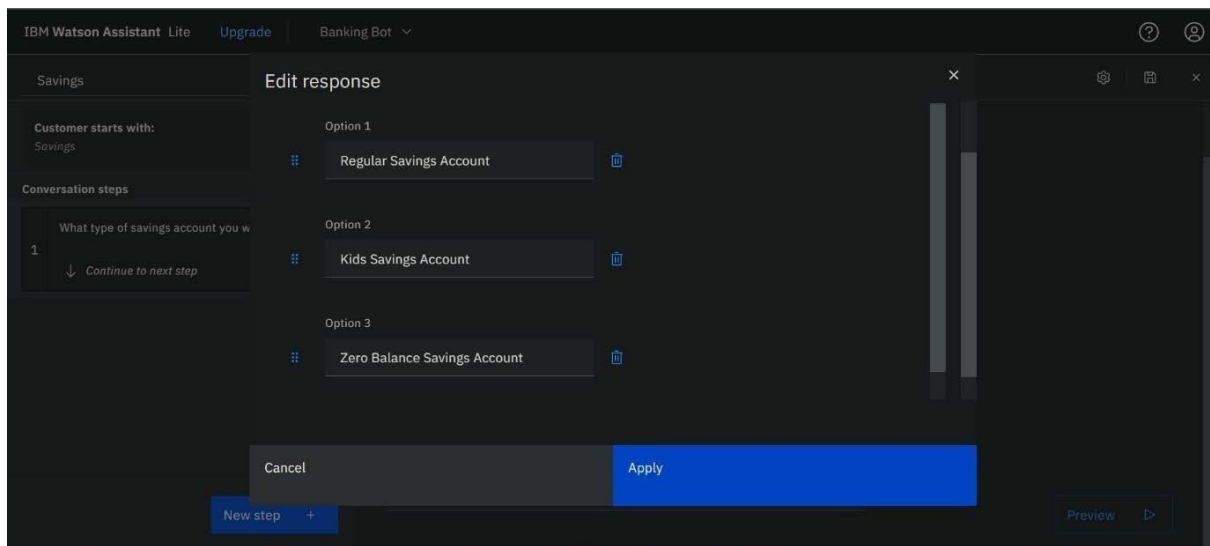 IBM Watson Assistant Lite Upgrade Banking Bot
Savings
Edit response
Customer starts with:
Savings
Conversation steps
1
What type of savings account you w
Continue to next step
Option 1
Regular Savings Account
Option 2
Kids Savings Account
Option 3
Zero Balance Savings Account
Cancel
Apply
New step +
Preview